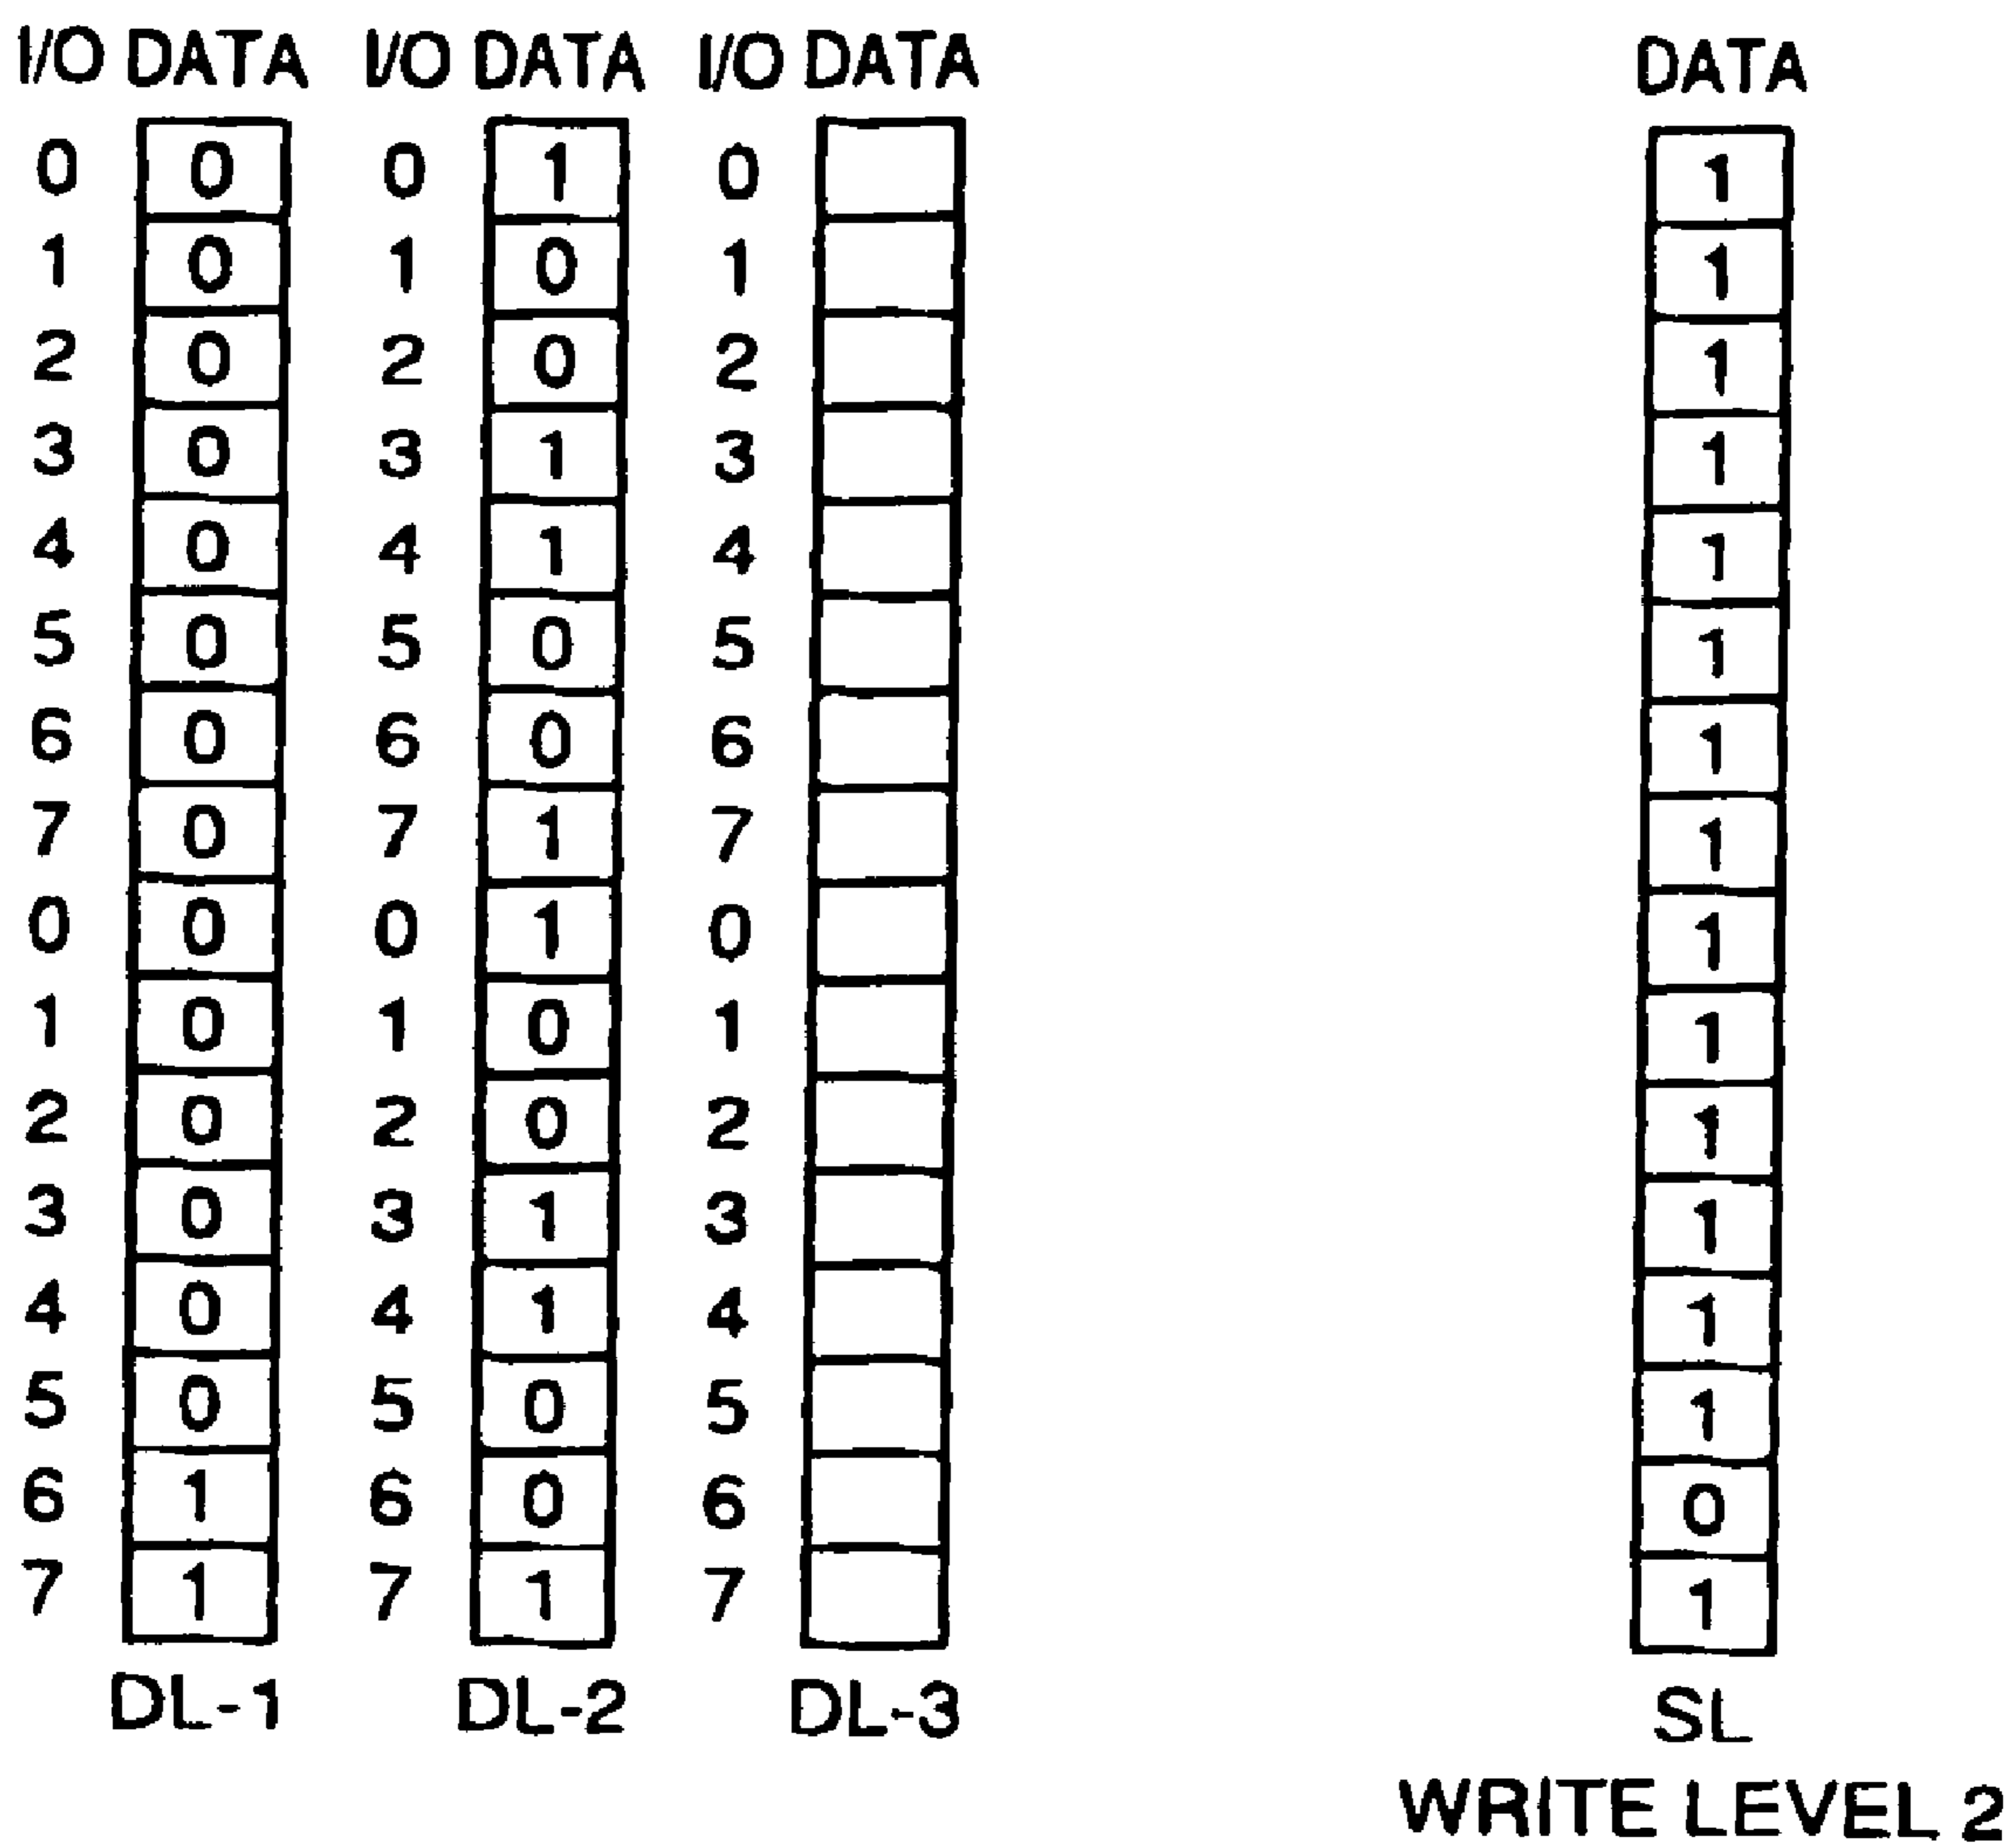 I/O DATA I/O DATA I/O DATA DATA
0 0 0 1 0 1
1 0 1 0 1 1
2 0 2 0 2 1
3 0 3 1 3 1
4 0 4 1 4 1
5 0 5 0 5 1
6 0 6 0 6 1
7 0 7 1 7 1
0 0 0 1 0 1
1 0 1 0 1 1
2 0 2 0 2 1
3 0 3 1 3 1
4 0 4 1 4 1
5 0 5 0 5 1
6 1 6 0 6 0
7 1 7 1 7 1
DL-1 DL-2 DL-3 SL
WRITE LEVEL 2